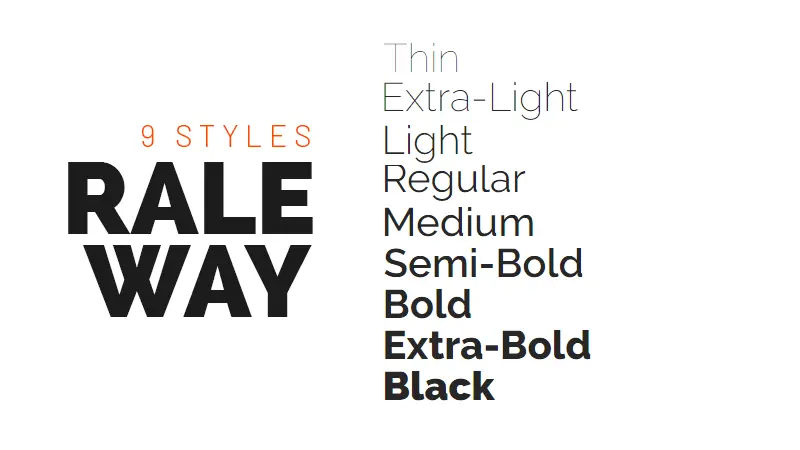 9 STYLES
RALE
WAY
Thin
Extra-Light
Light
Regular
Medium
Semi-Bold
Bold
Extra-Bold
Black